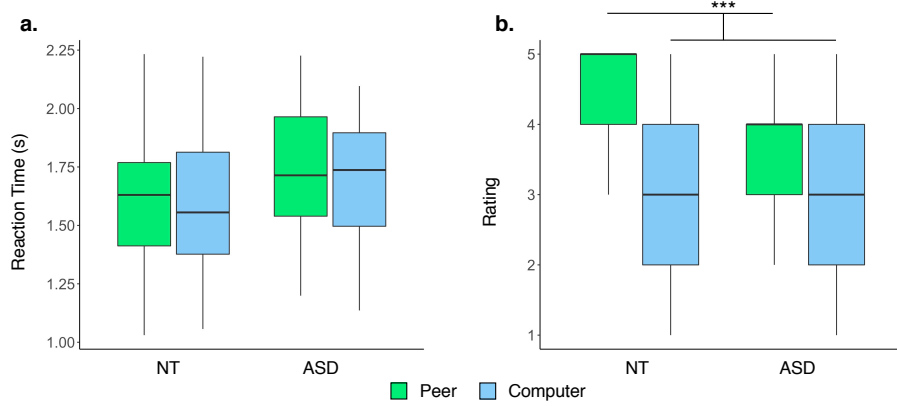 a.
Reaction Time (s)
2.25
2.00
1.75
1.50
1.25
1.00
NT ASD
b.
***
Rating
5
4
3
2
1
NT ASD
Peer Computer